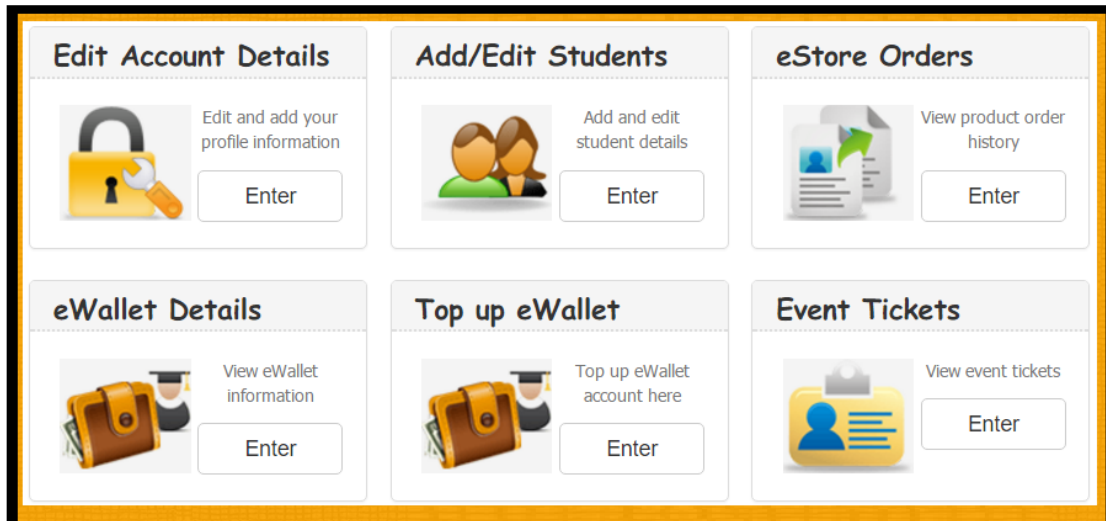 Edit Account Details
Edit and add your
profile information
Enter
Add/Edit Students
Add and edit
student details
Enter
eStore Orders
View product order
history
Enter
eWallet Details
View eWallet
information
Enter
Top up eWallet
Top up eWallet
account here
Enter
Event Tickets
View event tickets
Enter